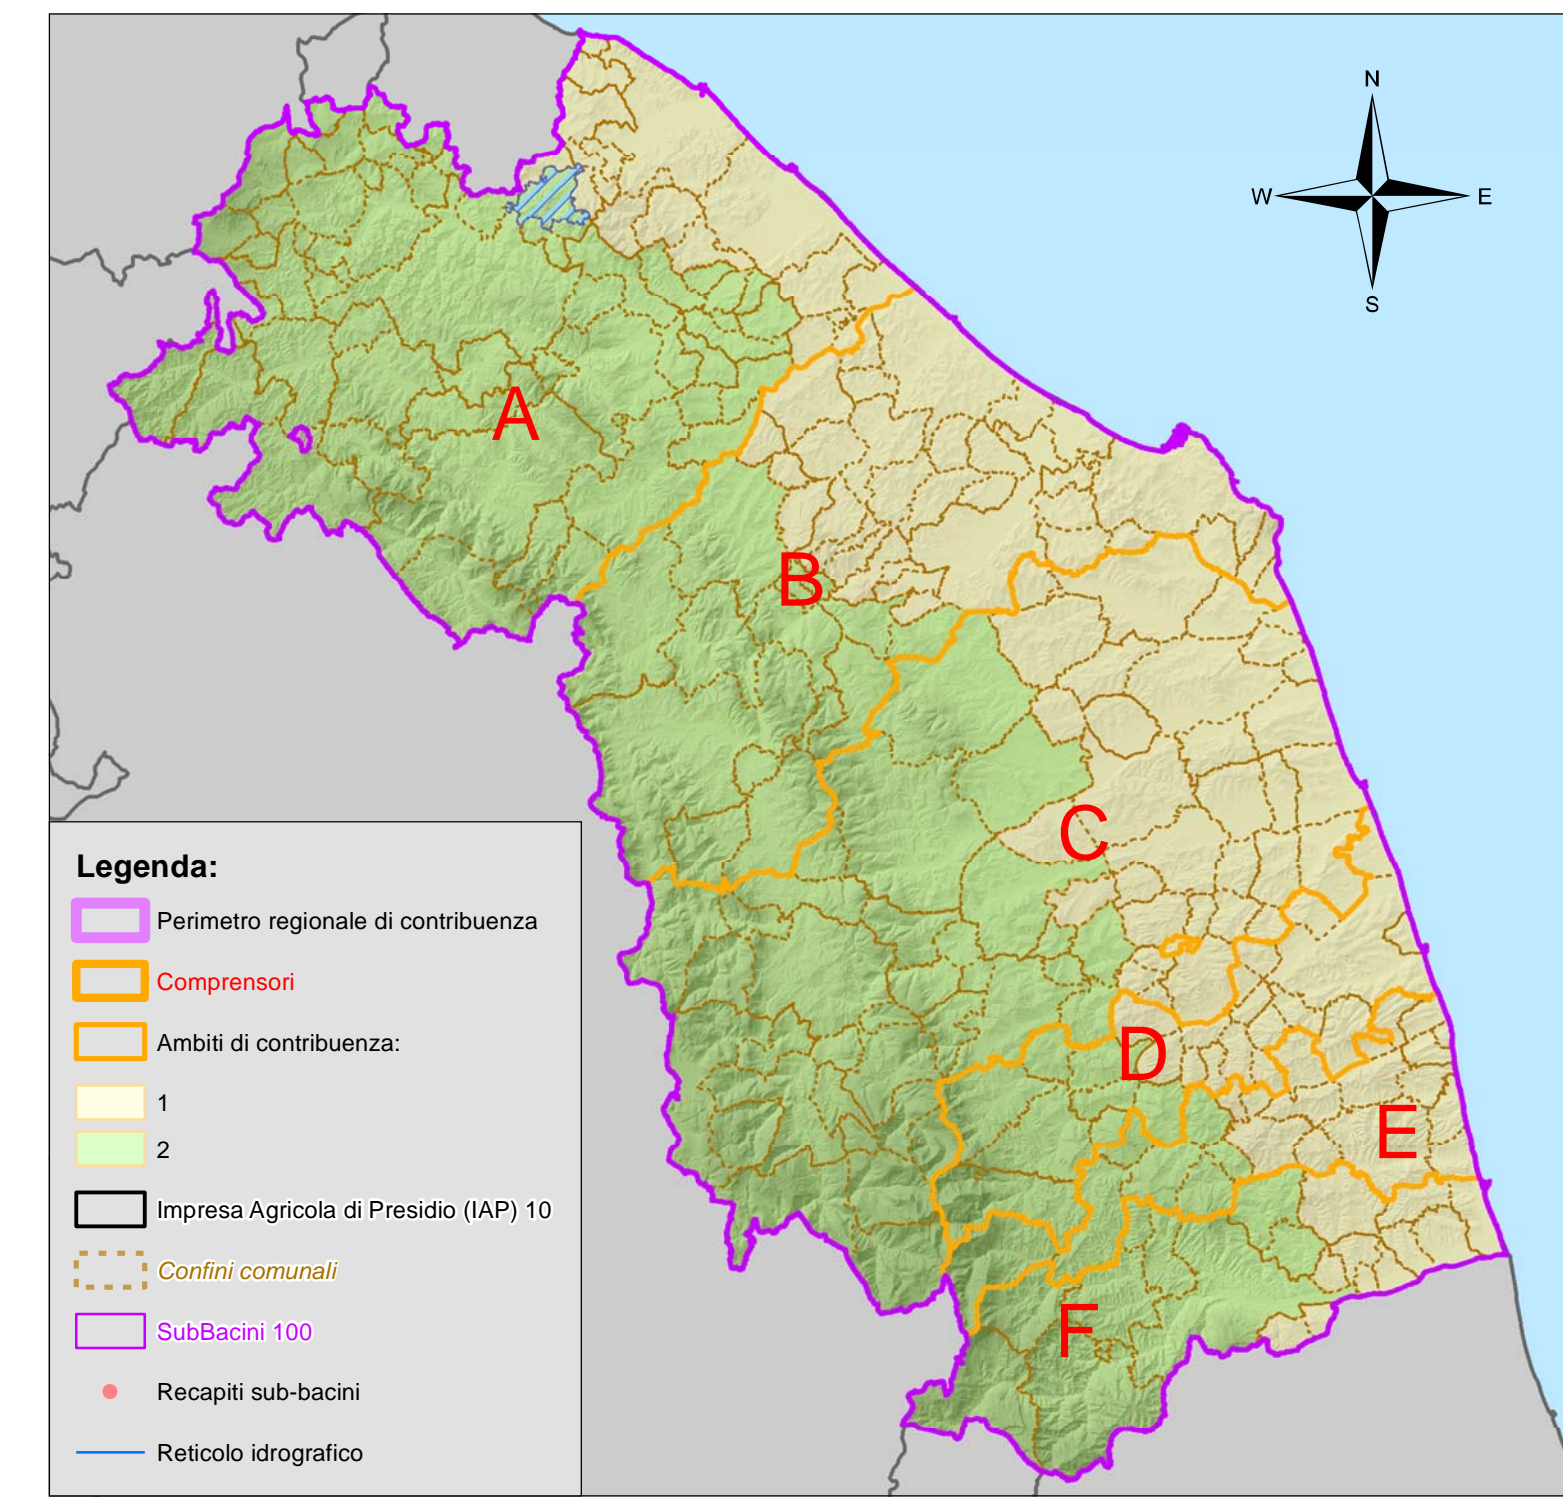 N
W E
S
A
B
C
D
E
F
Legenda:
Perimetro regionale di contribuenza
Comprensori
Ambiti di contribuenza:
1
2
Impresa Agricola di Presidio (IAP) 10
Confini comunali
SubBacini 100
Recapiti sub-bacini
Reticolo idrografico